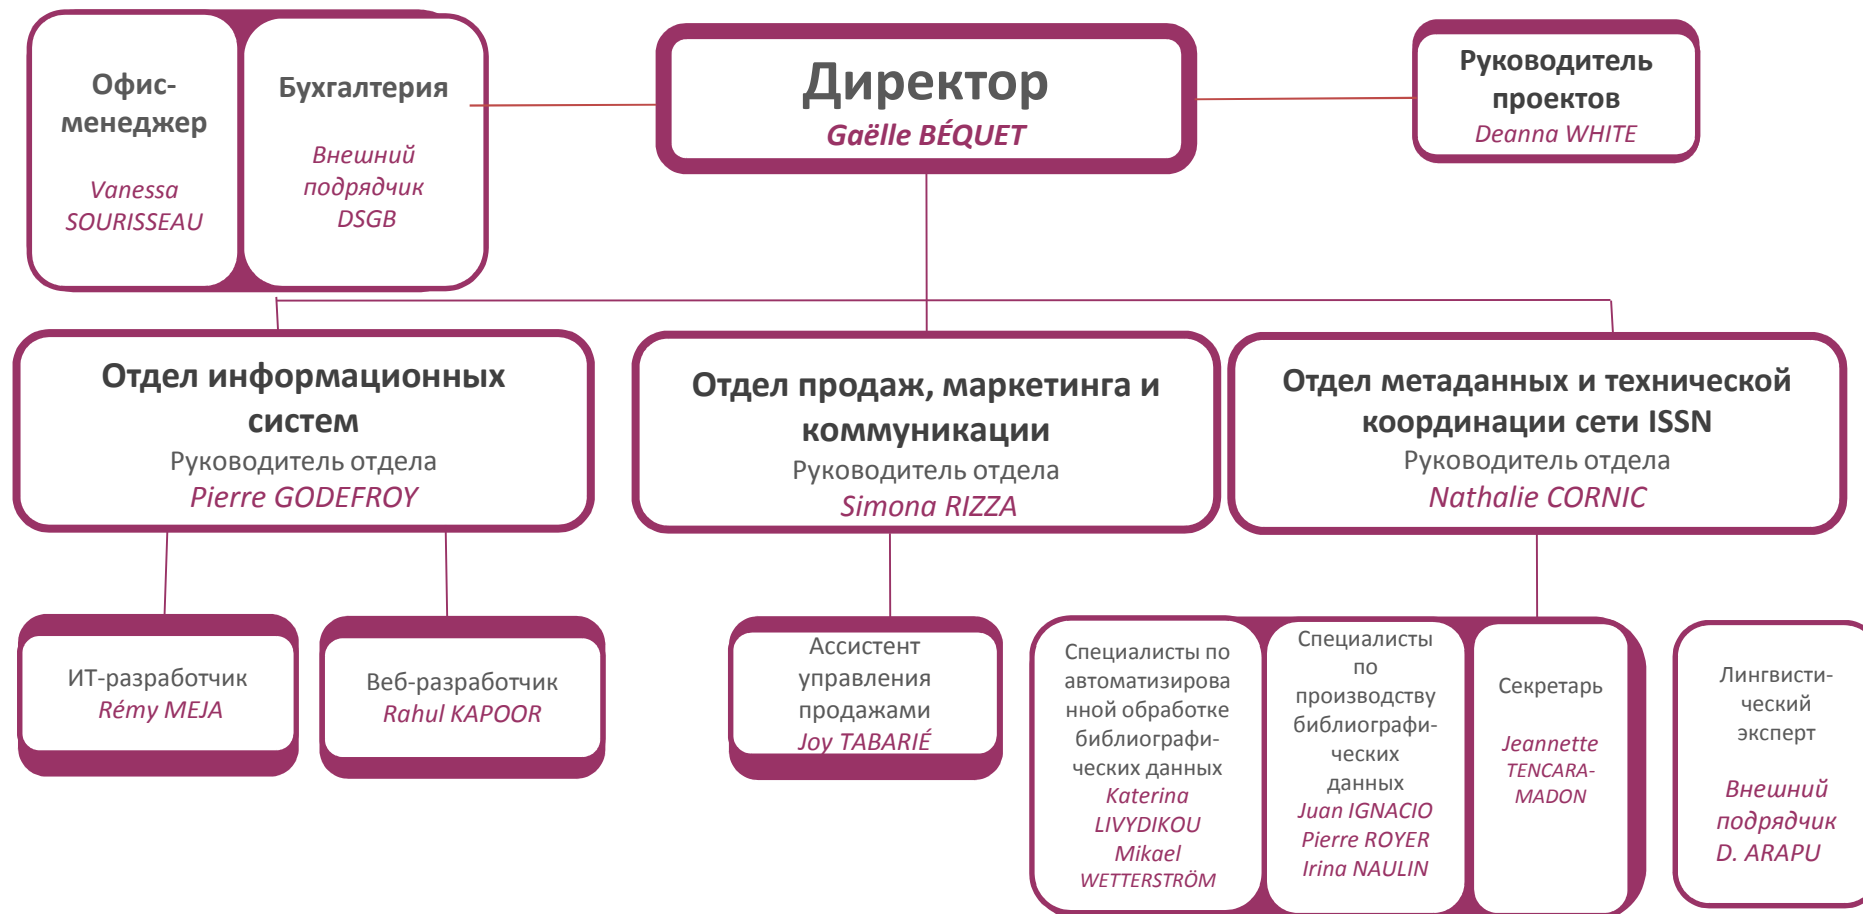 Офис-
менеджер
Vanessa
SOURISSEAU
Бухгалтерия
Внешний
подрядчик
DSGB
Директор
Gaëlle BÉQUET
Руководитель
проектов
Deanna WHITE
Отдел информационных
систем
Руководитель отдела
Pierre GODEFROY
Отдел продаж, маркетинга и
коммуникации
Руководитель отдела
Simona RIZZA
Отдел метаданных и технической
координации сети ISSN
Руководитель отдела
Nathalie CORNIC
ИТ-разработчик
Rémy MEJA
Веб-разработчик
Rahul KAPOOR
Ассистент
управления
продажами
Joy TABARIÉ
Специалисты по
автоматизирова
нной обработке
библиографи-
ческих данных
Katerina
LIVYDIKOU
Mikael
WETTERSTRÖM
Специалисты
по
производству
библиографи-
ческих
данных
Juan IGNACIO
Pierre ROYER
Irina NAULIN
Секретарь
Jeannette
TENCARA-
MADON
Лингвисти-
ческий
эксперт
Внешний
подрядчик
D. ARAPU